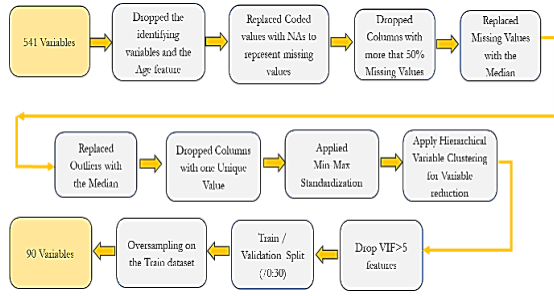 541 Variables
Dropped the
identifying
variables and the
Age feature
Replaced Coded
values with NAs to
represent missing
values
Dropped
Columns with
more that 50%
Missing Values
Replaced
Missing Values
with the
Median
Replaced
Outliers with
the Median
Dropped Columns
with one Unique
Value
Applied
Min Max
Standardization
Apply Hierarchical
Variable Clustering
for Variable
reduction
Drop VIF>5
features
Train /
Validation Split
(70:30)
Oversampling on
the Train dataset
90 Variables